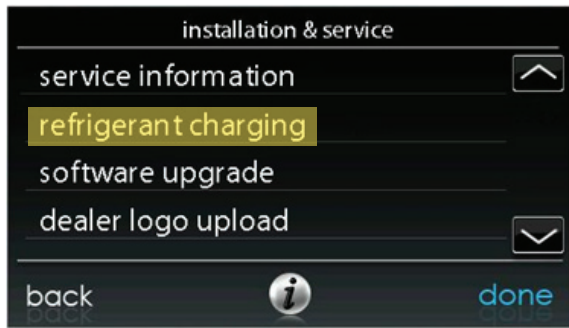 installation & service
service information
refrigerant charging
software upgrade
dealer logo upload
back i done